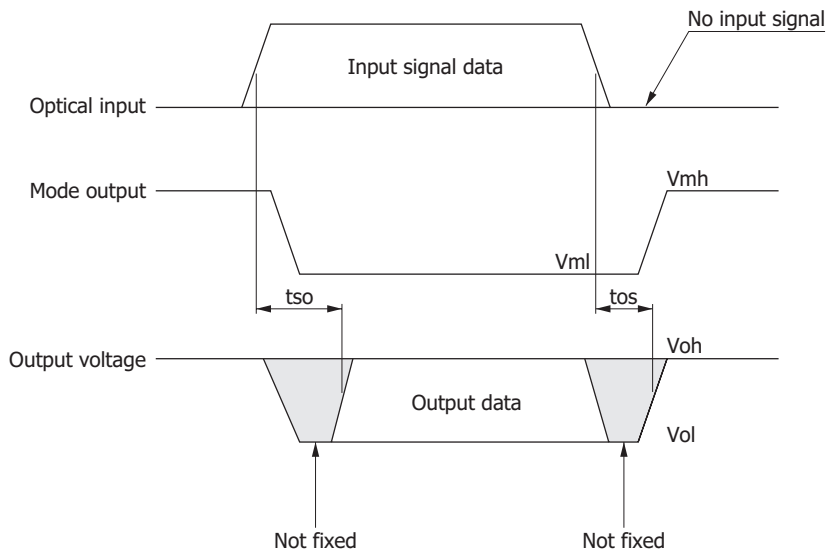 No input signal
Input signal data
Optical input
Mode output
Vmh
Vml
tso
tos
Output voltage
Voh
Output data
Vol
Not fixed
Not fixed